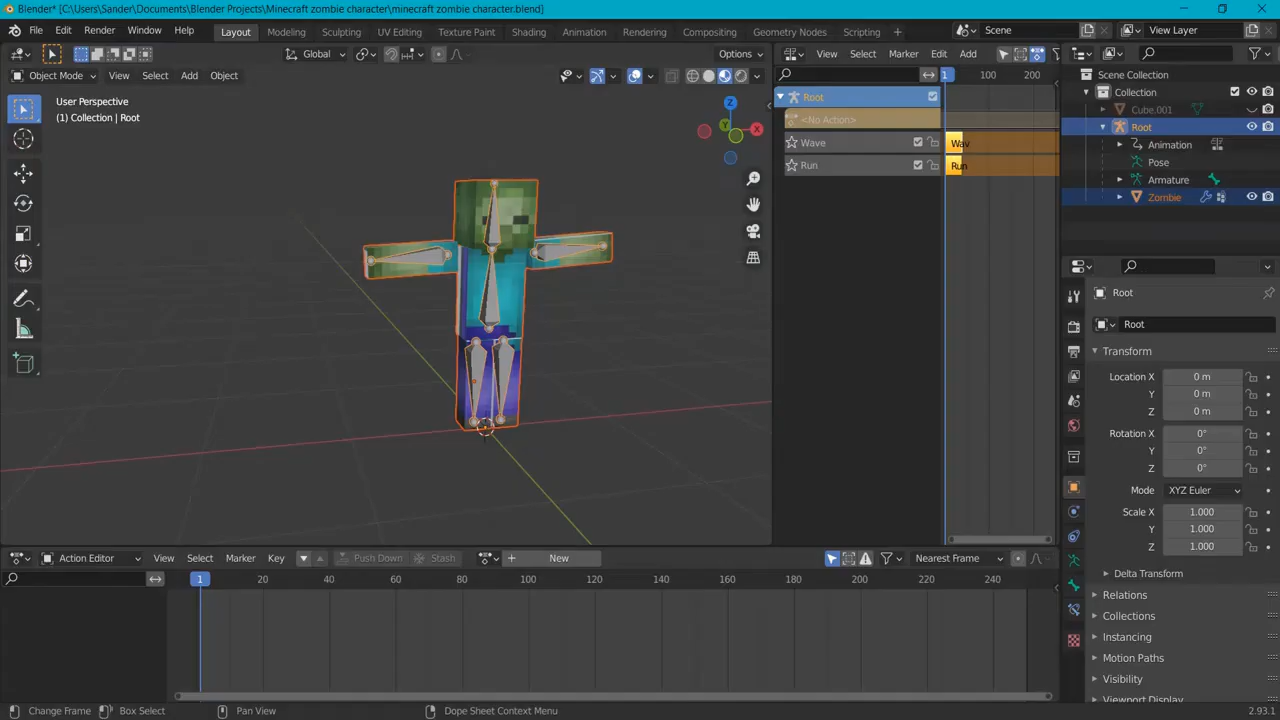 Blender* [C:\Users\Sander\Documents\Blender Projects\Minecraft zombie character\minecraft zombie character.blend]
File Edit Render Window Help Layout Modeling Sculpting UV Editing Texture Paint Shading Animation Rendering Compositing Geometry Nodes Scripting + Scene View Layer
Global Options View Select Marker Edit Add
Object Mode View Select Add Object 1 100 200
User Perspective
(1) Collection | Root
Z
Y
X
Root
<No Action>
Wave Wav
Run Run
Scene Collection
Collection
Cube.001
Root
Animation
Pose
Armature
Zombie
Root
Root
Transform
Location X 0 m
Y 0 m
Z 0 m
Rotation X 0°
Y 0°
Z 0°
Mode XYZ Euler
Scale X 1.000
Y 1.000
Z 1.000
Delta Transform
Relations
Collections
Instancing
Motion Paths
Visibility
Viewport Display
Action Editor View Select Marker Key Push Down Stash + New Nearest Frame
1 20 40 60 80 100 120 140 160 180 200 220 240
Change Frame Box Select Pan View Dope Sheet Context Menu 2.93.1